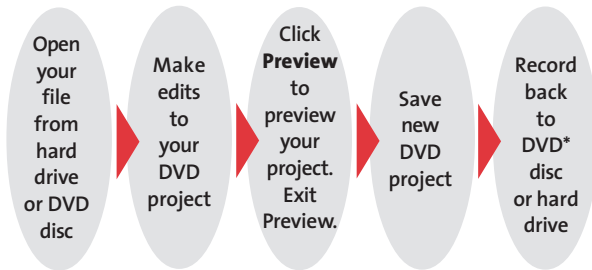 Open
your
file
from
hard
drive
or DVD
disc
Make
edits
to
your
DVD
project
Click
Preview
to
preview
your
project.
Exit
Preview.
Save
new
DVD
project
Record
back
to
DVD*
disc
or hard
drive